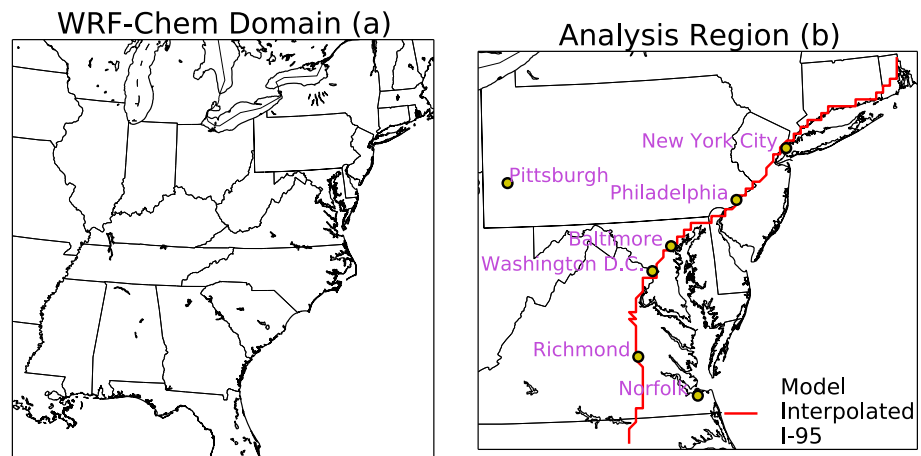 WRF-Chem Domain (a)
Analysis Region (b)
New York City
Pittsburgh
Philadelphia
Baltimore
Washington D.C.
Richmond
Norfolk
Model
Interpolated
I-95